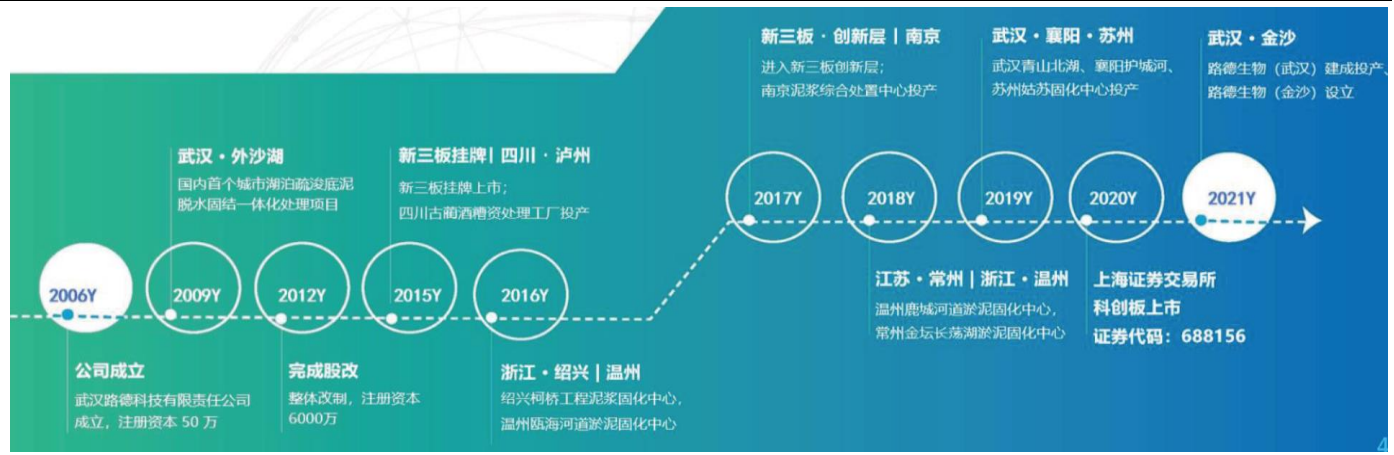 2006Y
公司成立
武汉路德科技有限责任公司
成立，注册资本 50 万
武汉·外沙湖
国内首个城市湖泊疏浚底泥
脱水固结一体化处理项目
2009Y
2012Y
完成股改
整体改制，注册资本
6000万
新三板挂牌| 四川·泸州
新三板挂牌上市；
四川古蔺酒糟资处理工厂投产
2015Y
2016Y
浙江·绍兴 | 温州
绍兴柯桥工程泥浆固化中心，
温州瓯海河道淤泥固化中心
新三板·创新层 | 南京
进入新三板创新层；
南京泥浆综合处置中心投产
2017Y
2018Y
江苏·常州 | 浙江·温州
温州鹿城河道淤泥固化中心，
常州金坛长荡湖淤泥固化中心
武汉·襄阳·苏州
武汉青山北湖、襄阳护城河、
苏州姑苏固化中心投产
2019Y
2020Y
上海证券交易所
科创板上市
证券代码：688156
武汉·金沙
路德生物（武汉）建成投产、
路德生物（金沙）设立
2021Y
4